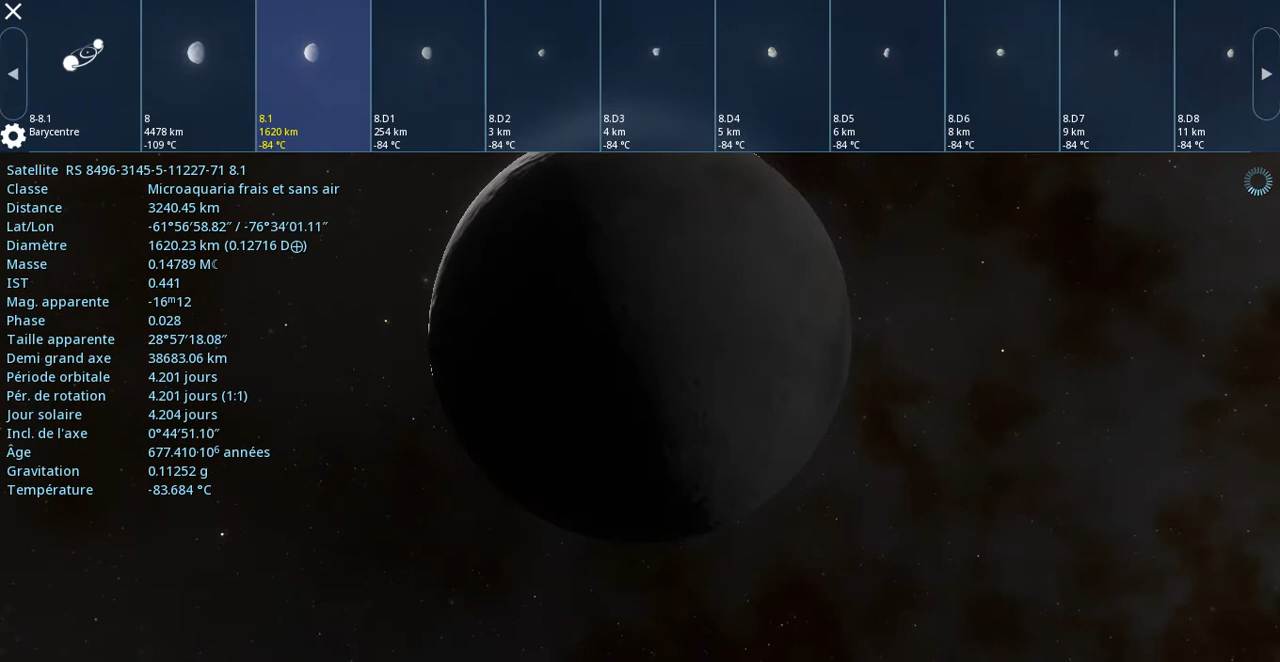 8-8.1
Barycentre
8
4478 km
-109 °C
8.1
1620 km
-84 °C
8.D1
254 km
-84 °C
8.D2
3 km
-84 °C
8.D3
4 km
-84 °C
8.D4
5 km
-84 °C
8.D5
6 km
-84 °C
8.D6
8 km
-84 °C
8.D7
9 km
-84 °C
8.D8
11 km
-84 °C
Satellite RS 8496-3145-5-11227-71 8.1
Classe Microaquaria frais et sans air
Distance 3240.45 km
Lat/Lon -61°56′58.82″ / -76°34′01.11″
Diamètre 1620.23 km (0.12716 D⊕)
Masse 0.14789 M☾
IST 0.441
Mag. apparente -16ᵐ12
Phase 0.028
Taille apparente 28°57′18.08″
Demi grand axe 38683.06 km
Période orbitale 4.201 jours
Pér. de rotation 4.201 jours (1:1)
Jour solaire 4.204 jours
Incl. de l'axe 0°44′51.10″
Âge 677.410·10⁶ années
Gravitation 0.11252 g
Température -83.684 °C